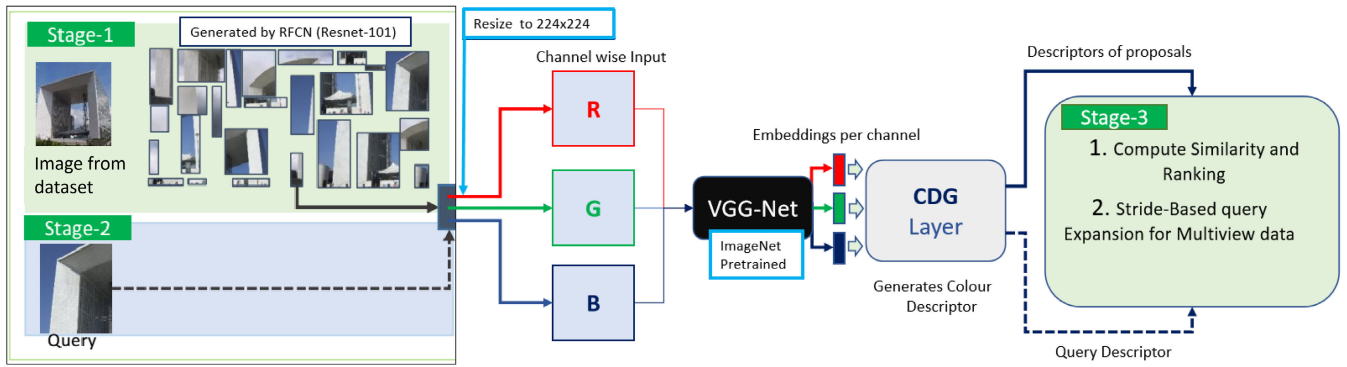 Stage-1
Generated by RFCN (Resnet-101)
Image from
dataset
Stage-2
Query
Resize to 224x224
Channel wise Input
R
G
B
VGG-Net
ImageNet
Pretrained
Embeddings per channel
CDG
Layer
Generates Colour
Descriptor
Descriptors of proposals
Query Descriptor
Stage-3
1. Compute Similarity and
Ranking
2. Stride-Based query
Expansion for Multiview data